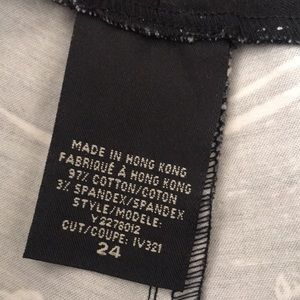 MADE IN HONG KONG
FABRIQUÉ À HONG KONG
97% COTTON/COTON
3% SPANDEX/SPANDEX
STYLE/MODELE:
Y2278012
CUT/COUPE: IV321
24